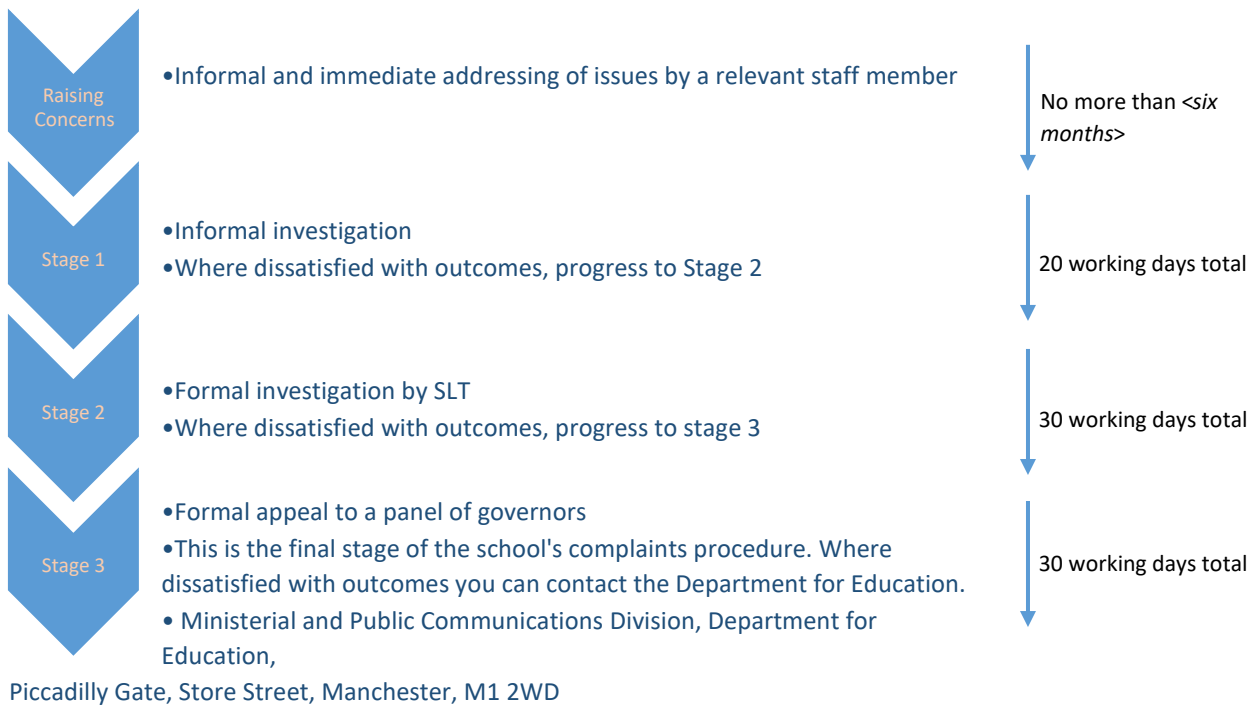 Raising
Concerns
•Informal and immediate addressing of issues by a relevant staff member
No more than <six
months>
Stage 1
•Informal investigation
•Where dissatisfied with outcomes, progress to Stage 2
20 working days total
Stage 2
•Formal investigation by SLT
•Where dissatisfied with outcomes, progress to stage 3
30 working days total
Stage 3
•Formal appeal to a panel of governors
•This is the final stage of the school's complaints procedure. Where
dissatisfied with outcomes you can contact the Department for Education.
• Ministerial and Public Communications Division, Department for
Education,
30 working days total
Piccadilly Gate, Store Street, Manchester, M1 2WD